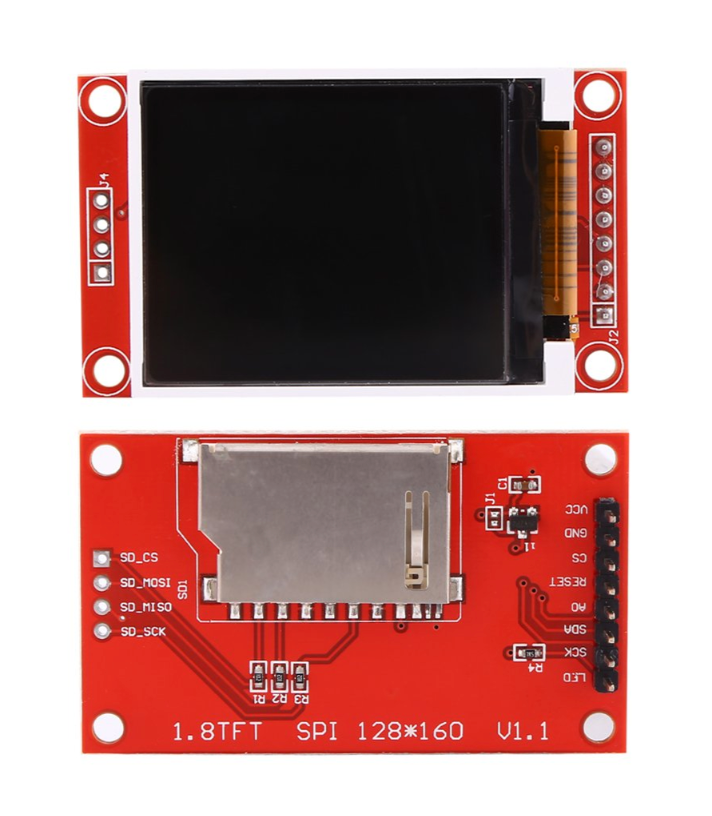 J4
J2
C1
J1
VCC
GND
CS
RESET
A0
SDA
SCK
LED
SD_CS
SD_MOSI
SD_MISO
SD_SCK
SD1
R4
R1 R2 R3
1.8TFT SPI 128*160 V1.1